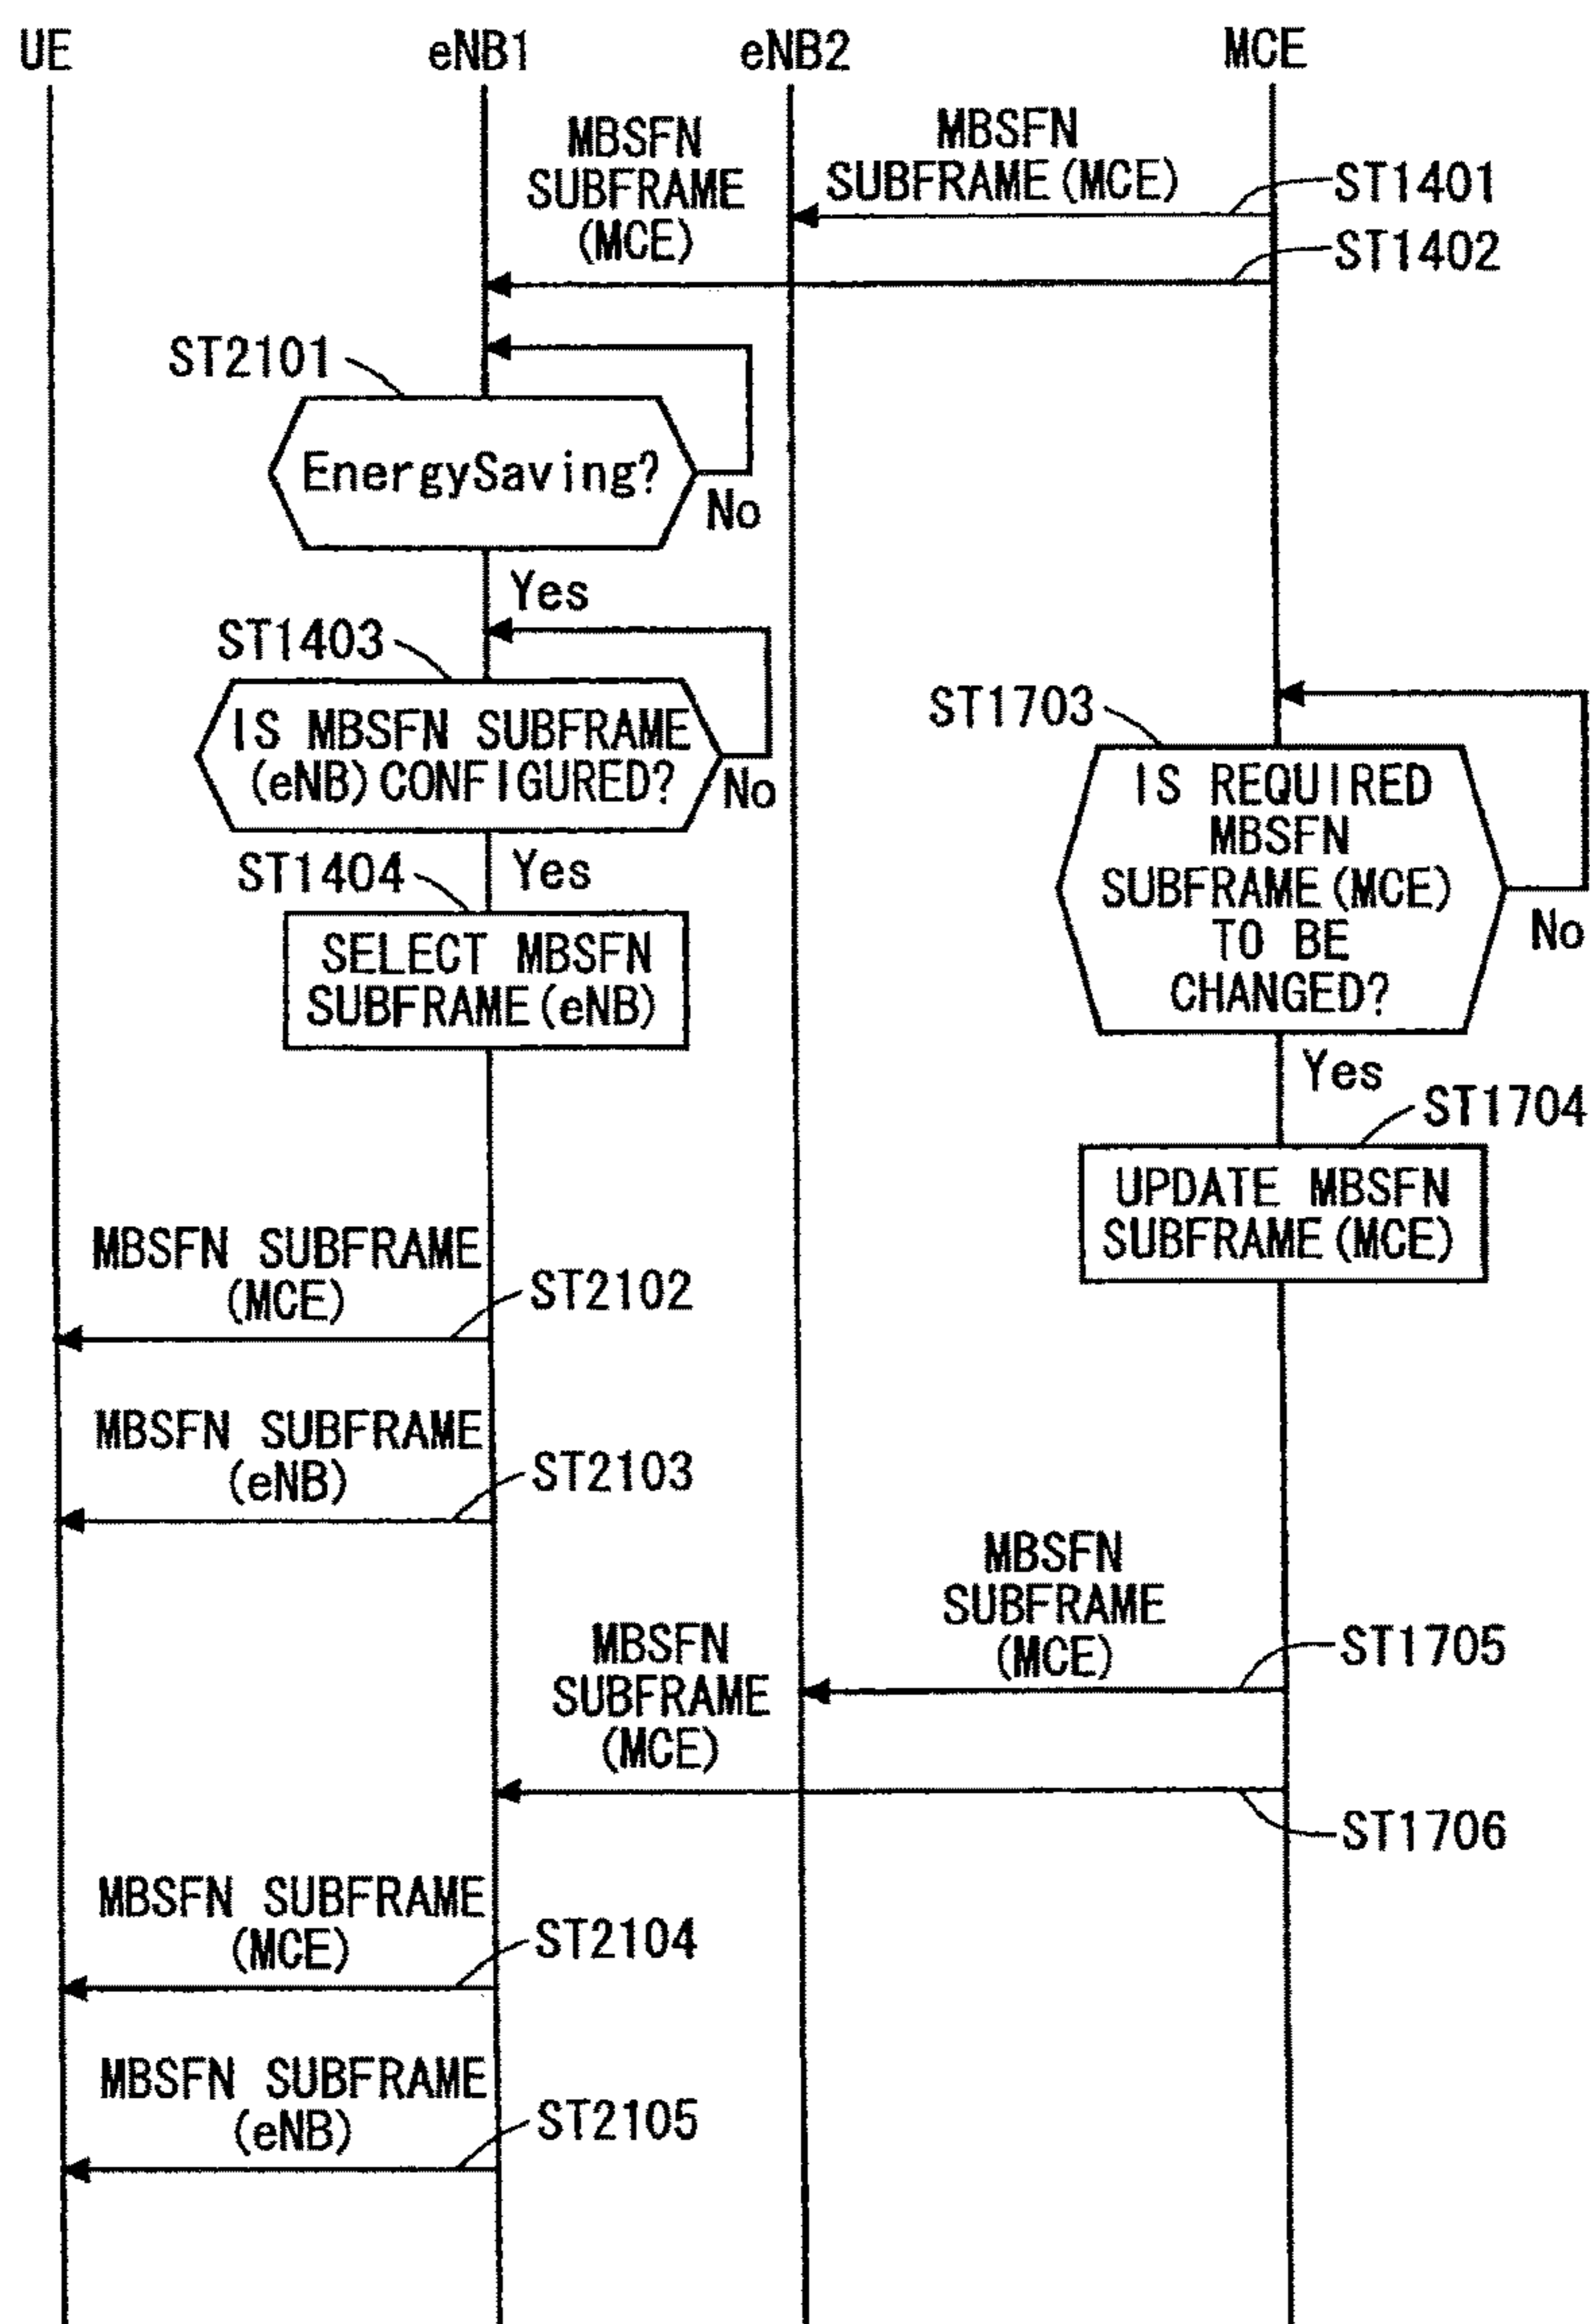 UE
eNB1
eNB2
MCE
MBSFN
SUBFRAME
(MCE)
MBSFN
SUBFRAME(MCE)
ST1401
ST1402
ST2101
EnergySaving?
No
Yes
ST1403
IS MBSFN SUBFRAME
(eNB)CONFIGURED?
No
Yes
ST1703
IS REQUIRED
MBSFN
SUBFRAME(MCE)
TO BE
CHANGED?
No
Yes
ST1404
SELECT MBSFN
SUBFRAME(eNB)
ST1704
UPDATE MBSFN
SUBFRAME(MCE)
MBSFN SUBFRAME
(MCE)
ST2102
MBSFN SUBFRAME
(eNB)
ST2103
MBSFN
SUBFRAME
(MCE)
ST1705
MBSFN
SUBFRAME
(MCE)
ST1706
MBSFN SUBFRAME
(MCE)
ST2104
MBSFN SUBFRAME
(eNB)
ST2105